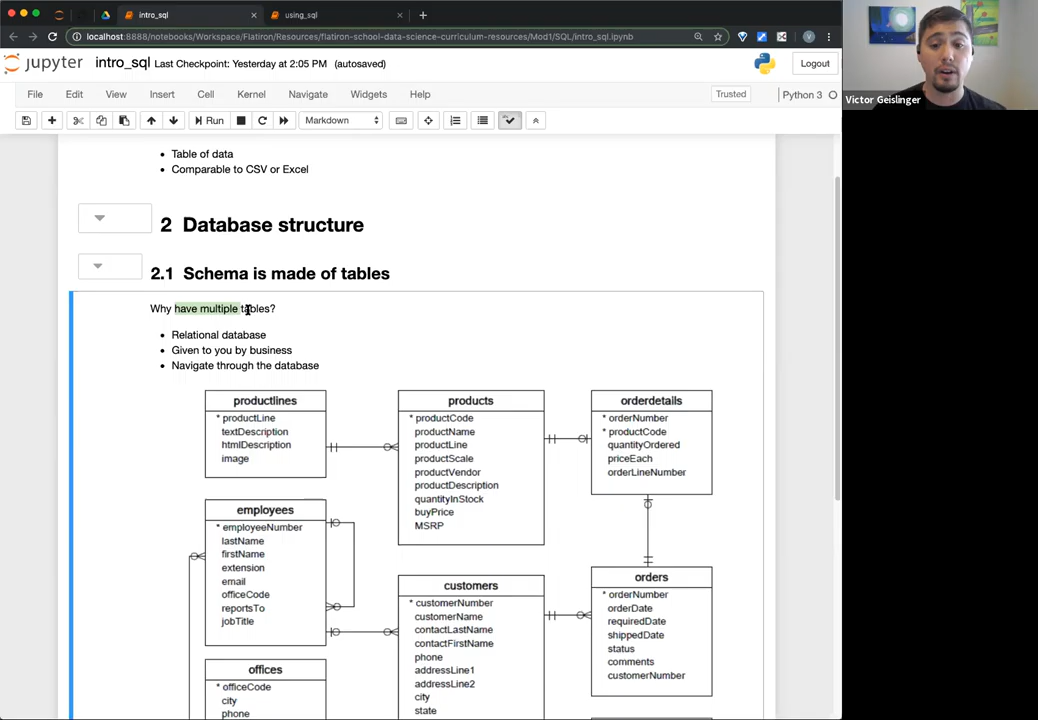 intro_sql
using_sql
localhost:8888/notebooks/Workspace/Flatiron/Resources/flatiron-school-data-science-curriculum-resources/Mod1/SQL/intro_sql.ipynb
V
jupyter
intro_sql Last Checkpoint: Yesterday at 2:05 PM (autosaved)
Logout
File Edit View Insert Cell Kernel Navigate Widgets Help
Trusted
Python 3
Run
Markdown
Victor Geislinger
• Table of data
• Comparable to CSV or Excel
2 Database structure
2.1 Schema is made of tables
Why have multiple tables?
• Relational database
• Given to you by business
• Navigate through the database
productlines
* productLine
textDescription
htmlDescription
image
products
* productCode
productName
productLine
productScale
productVendor
productDescription
quantityInStock
buyPrice
MSRP
orderdetails
* orderNumber
* productCode
quantityOrdered
priceEach
orderLineNumber
employees
* employeeNumber
lastName
firstName
extension
email
officeCode
reportsTo
jobTitle
customers
* customerNumber
customerName
contactLastName
contactFirstName
phone
addressLine1
addressLine2
city
state
orders
* orderNumber
orderDate
requiredDate
shippedDate
status
comments
customerNumber
offices
* officeCode
city
phone